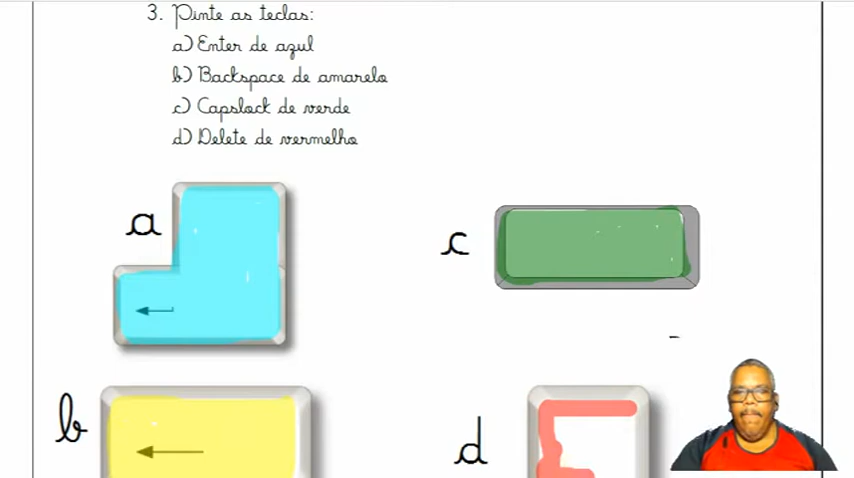 3. Pinte as teclas:
a) Enter de azul
b) Backspace de amarelo
c) Capslock de verde
d) Delete de vermelho
a
c
b
d